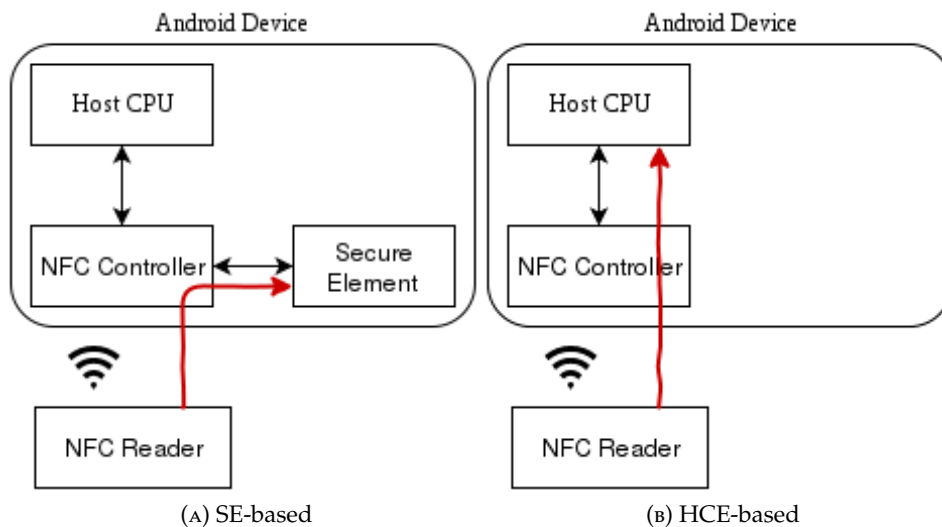 Android Device
Host CPU
NFC Controller
Secure
Element
NFC Reader
(A) SE-based
Android Device
Host CPU
NFC Controller
NFC Reader
(B) HCE-based